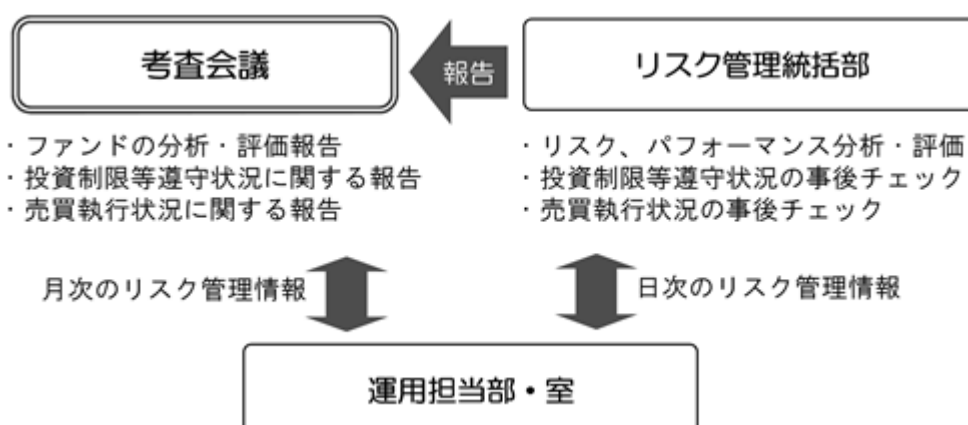 考査会議
報告
リスク管理統括部
・ファンドの分析・評価報告
・投資制限等遵守状況に関する報告
・売買執行状況に関する報告
・リスク、パフォーマンス分析・評価
・投資制限等遵守状況の事後チェック
・売買執行状況の事後チェック
月次のリスク管理情報
日次のリスク管理情報
運用担当部・室